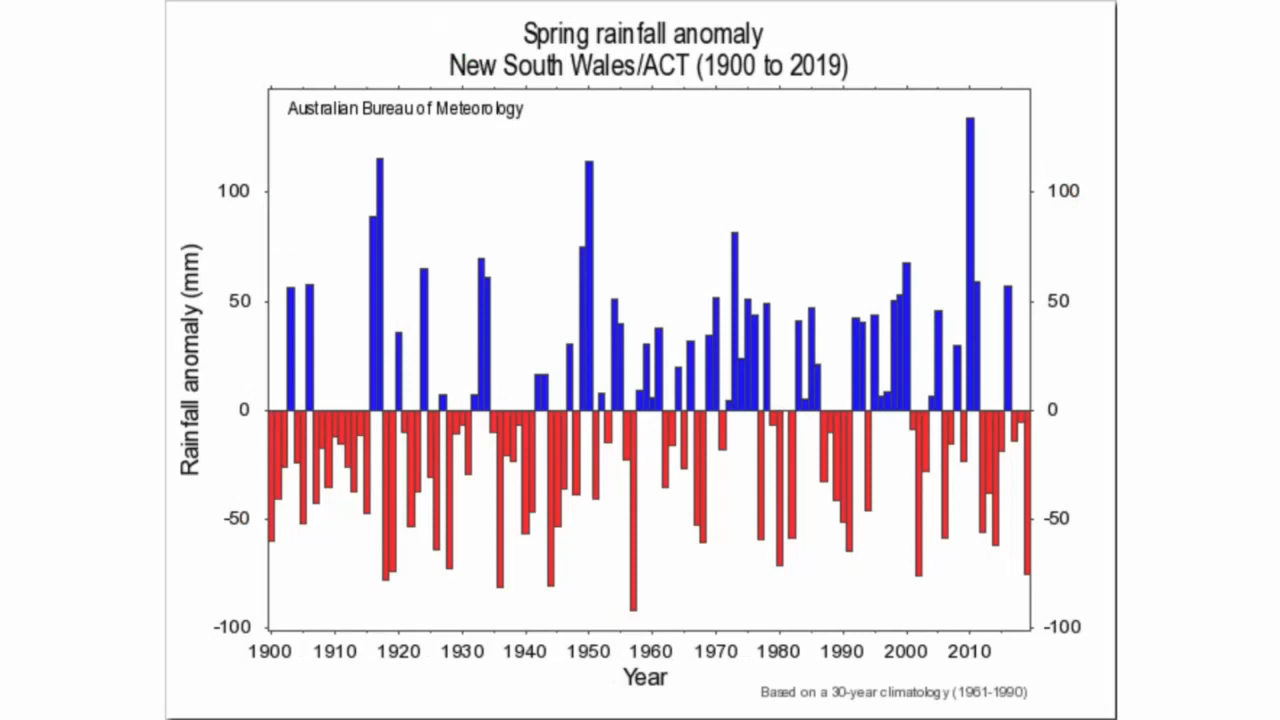 Spring rainfall anomaly
New South Wales/ACT (1900 to 2019)
Australian Bureau of Meteorology
Rainfall anomaly (mm)
100
50
0
-50
-100
100
50
0
-50
-100
1900 1910 1920 1930 1940 1950 1960 1970 1980 1990 2000 2010
Year
Based on a 30-year climatology (1961-1990)